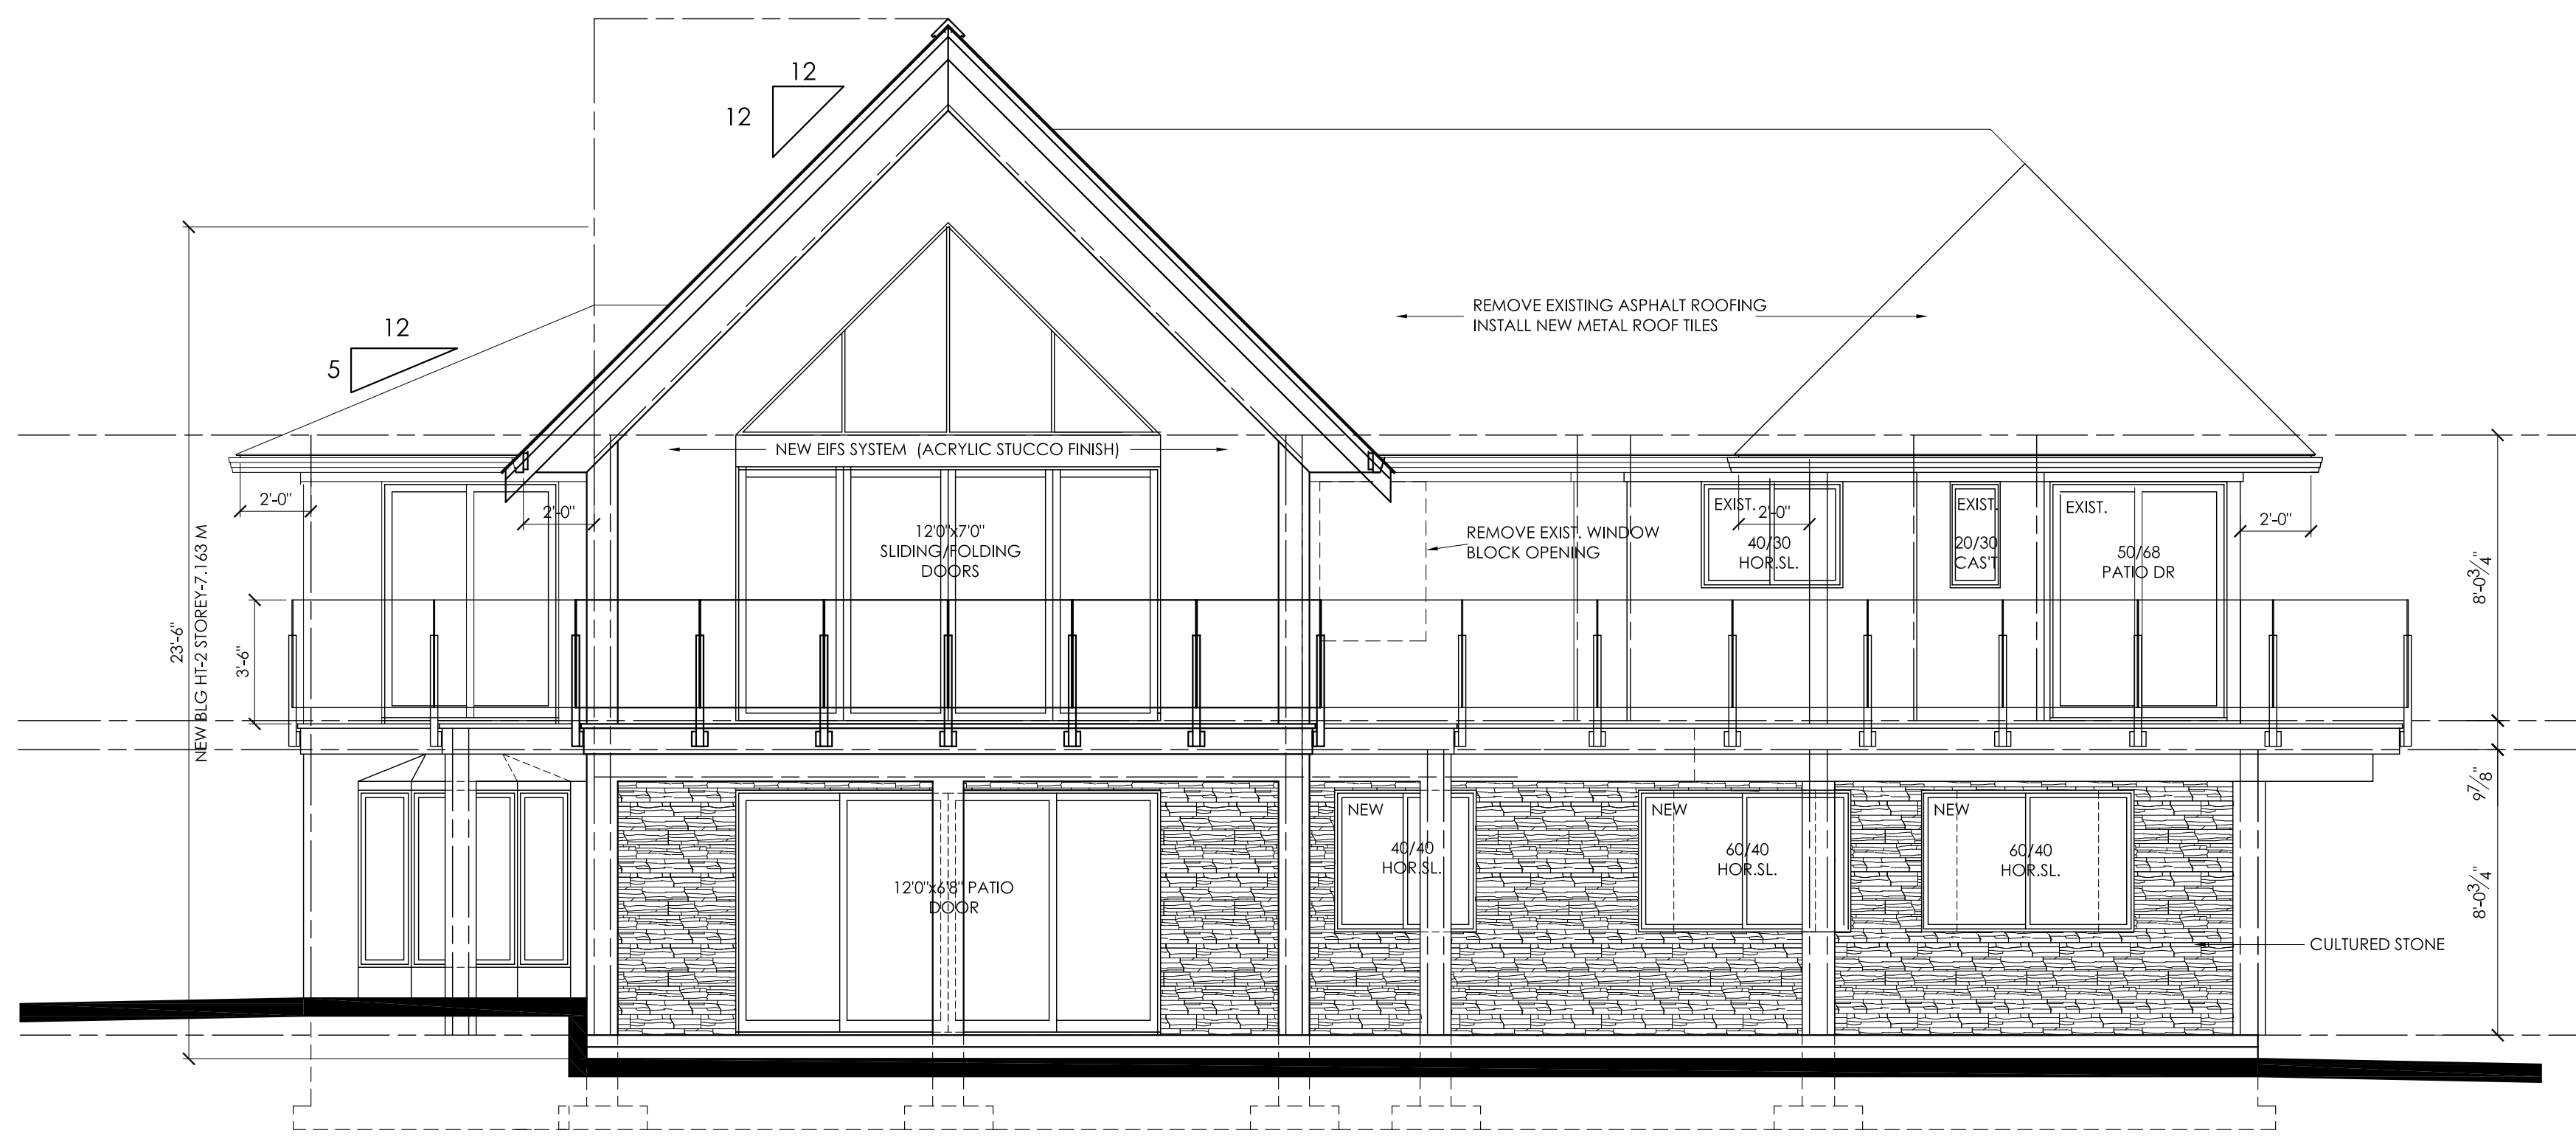 12
12
12
5
REMOVE EXISTING ASPHALT ROOFING
INSTALL NEW METAL ROOF TILES
NEW EIFS SYSTEM (ACRYLIC STUCCO FINISH)
2'-0"
2'-0"
12'0"x7'0"
SLIDING/FOLDING
DOORS
REMOVE EXIST. WINDOW
BLOCK OPENING
EXIST.
2'-0"
40/30
HOR.SL.
EXIST.
20/30
CAS'T
EXIST.
50/68
PATIO DR
2'-0"
8'-0 3/4"
23'-6"
NEW BLG HT-2 STOREY-7.163 M
3'-6"
9 7/8"
8'-0 3/4"
NEW
40/40
HOR.SL.
NEW
60/40
HOR.SL.
NEW
60/40
HOR.SL.
12'0"x6'8" PATIO
DOOR
CULTURED STONE